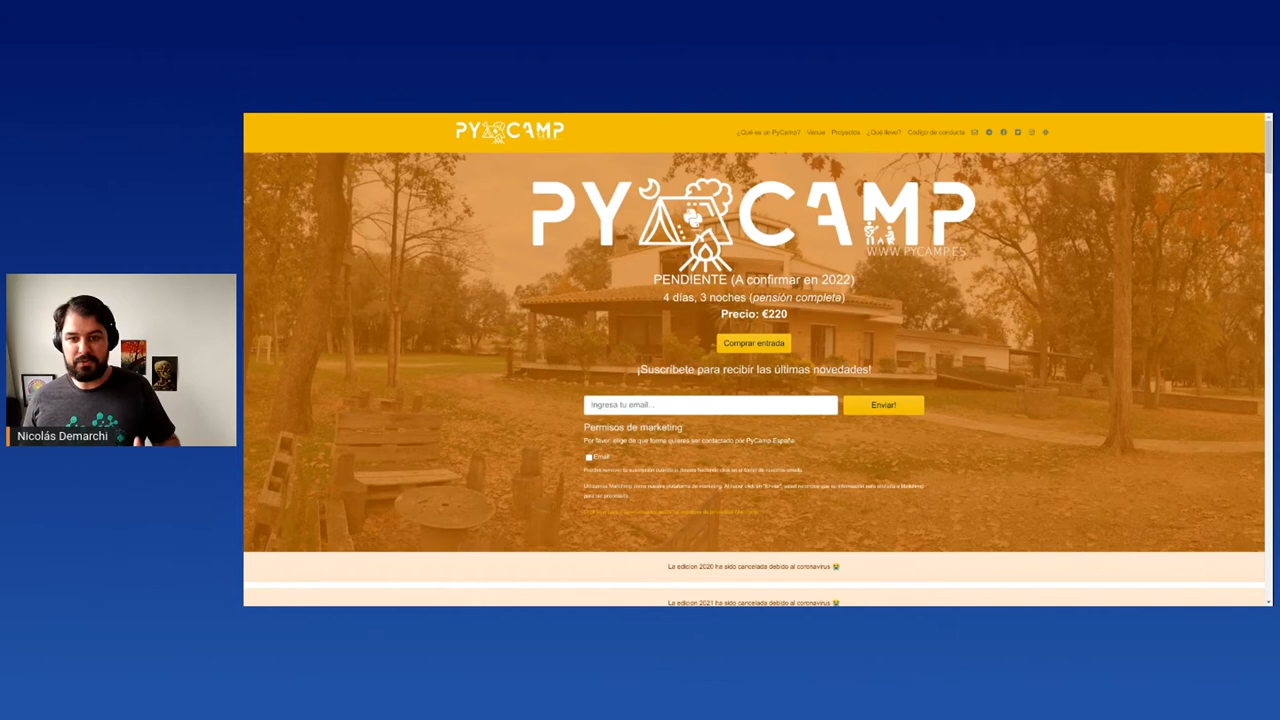 PYCAMP
¿Qué es un PyCamp? Venue Proyectos ¿Qué llevo? Código de conducta
PYCAMP
WWW.PYCAMP.ES
PENDIENTE (A confirmar en 2022)
4 días, 3 noches (pensión completa)
Precio: €220
Comprar entrada
¡Suscríbete para recibir las últimas novedades!
Ingresa tu email...
Enviar!
Permisos de marketing
Por favor, elige de que forma quieres ser contactado por PyCamp España:
Email
Nicolás Demarchi
La edicion 2020 ha sido cancelada debido al coronavirus 😭
La edicion 2021 ha sido cancelada debido al coronavirus 😭